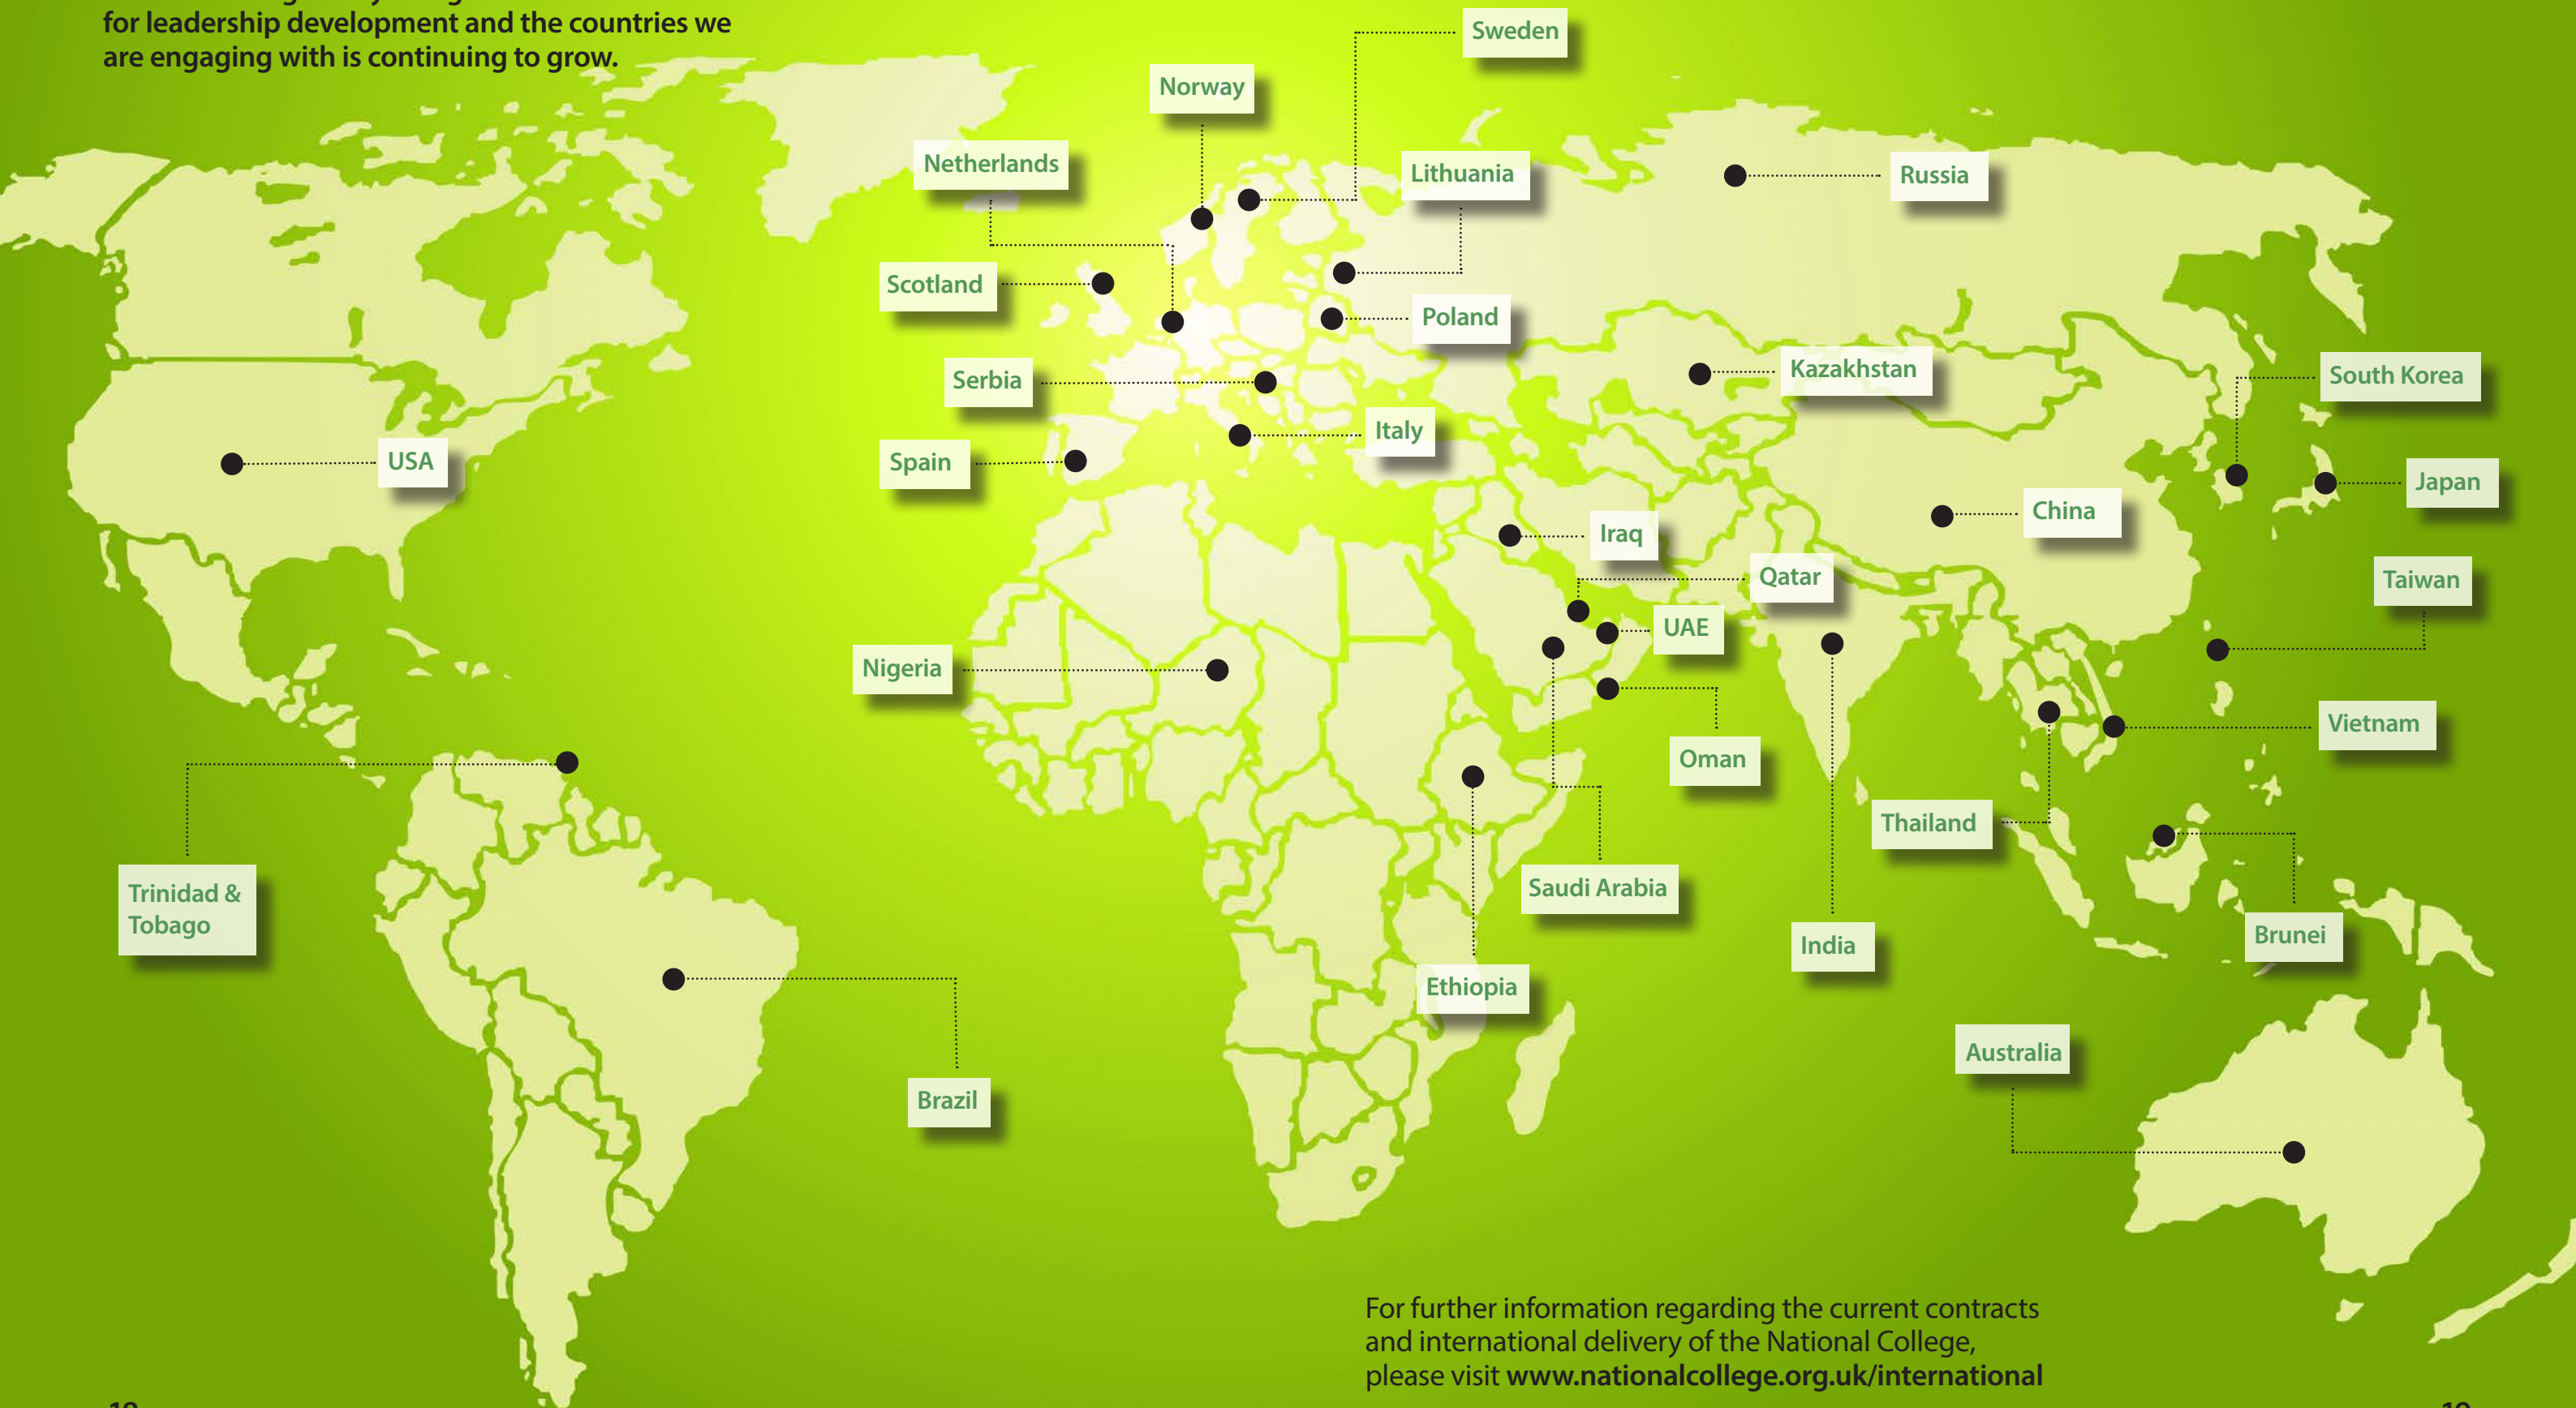 for leadership development and the countries we
are engaging with is continuing to grow.
Sweden
Norway
Netherlands
Lithuania
Russia
Scotland
Poland
Serbia
Kazakhstan
South Korea
Italy
USA
Spain
Japan
China
Iraq
Qatar
Taiwan
UAE
Nigeria
Vietnam
Oman
Thailand
Saudi Arabia
Trinidad &
Tobago
India
Brunei
Ethiopia
Australia
Brazil
For further information regarding the current contracts
and international delivery of the National College,
please visit www.nationalcollege.org.uk/international